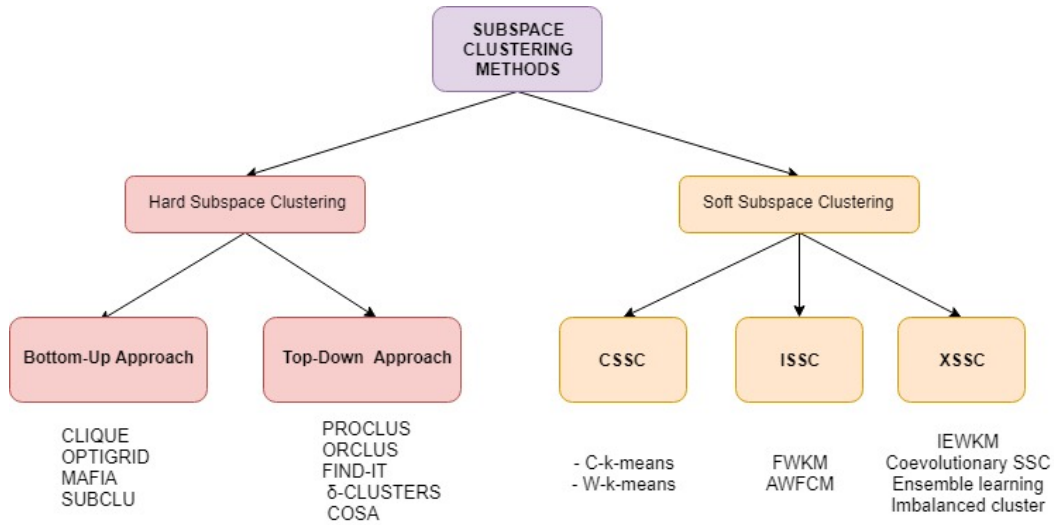 SUBSPACE
CLUSTERING
METHODS
Hard Subspace Clustering
Soft Subspace Clustering
Bottom-Up Approach
Top-Down Approach
CSSC
ISSC
XSSC
CLIQUE
OPTIGRID
MAFIA
SUBCLU
PROCLUS
ORCLUS
FIND-IT
δ-CLUSTERS
COSA
- C-k-means
- W-k-means
FWKM
AWFCM
IEWKM
Coevolutionary SSC
Ensemble learning
Imbalanced cluster